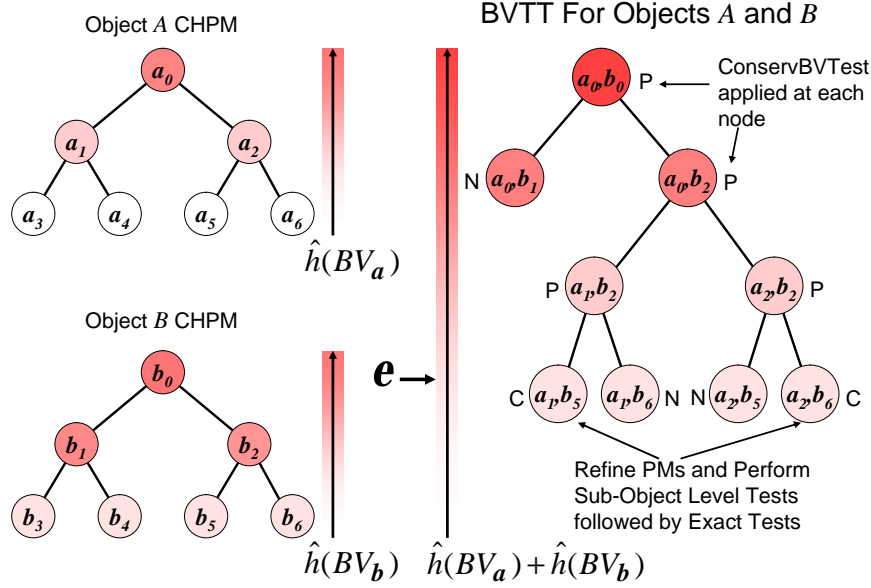 Object A CHPM
a₀
a₁ a₂
a₃ a₄ a₅ a₆
ĥ(BVₐ)
Object B CHPM
b₀
b₁ b₂
b₃ b₄ b₅ b₆
ĥ(BV_b)
e
ĥ(BVₐ) + ĥ(BV_b)
BVTT For Objects A and B
a₀,b₀ P
ConservBVTest
applied at each
node
N a₀,b₁
a₀,b₂ P
P a₁,b₂
a₂,b₂ P
C a₁,b₅
a₁,b₆ N
N a₂,b₅
a₂,b₆ C
Refine PMs and Perform
Sub-Object Level Tests
followed by Exact Tests